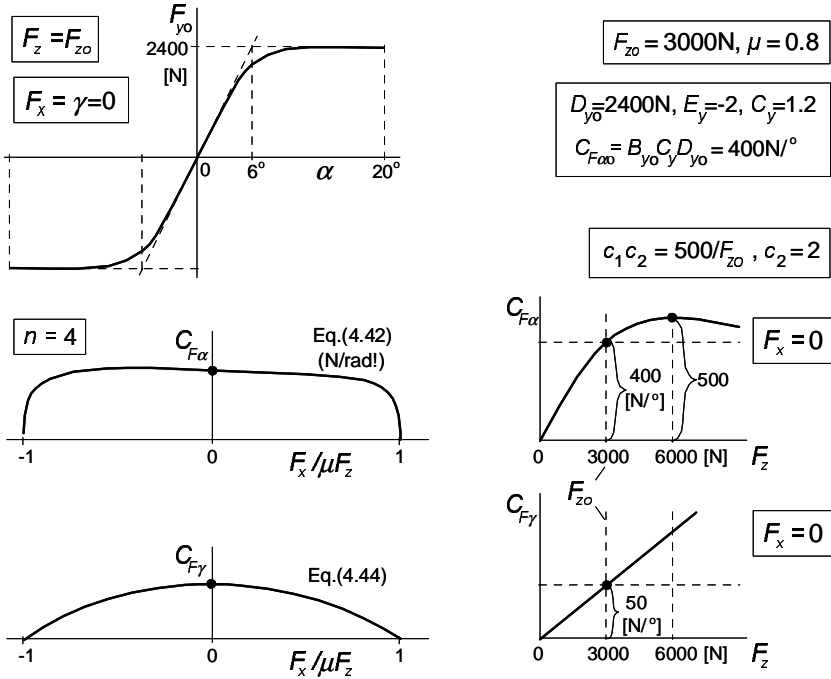 F_z = F_zo
F_x = γ=0
F_yo
2400
[N]
0
6°
α
20°
F_zo = 3000N, μ = 0.8
D_yo=2400N, E_y=-2, C_y=1.2
C_Fαo= B_yo C_y D_yo = 400N/°
c_1c_2 = 500/F_zo , c_2 = 2
n = 4
C_Fα
Eq.(4.42)
(N/rad!)
-1
0
F_x /μF_z
1
C_Fα
F_x = 0
400
[N/°]
500
0
3000
6000 [N]
F_z
F_zo
C_Fγ
Eq.(4.44)
-1
0
F_x /μF_z
1
C_Fγ
F_x = 0
50
[N/°]
0
3000
6000 [N]
F_z